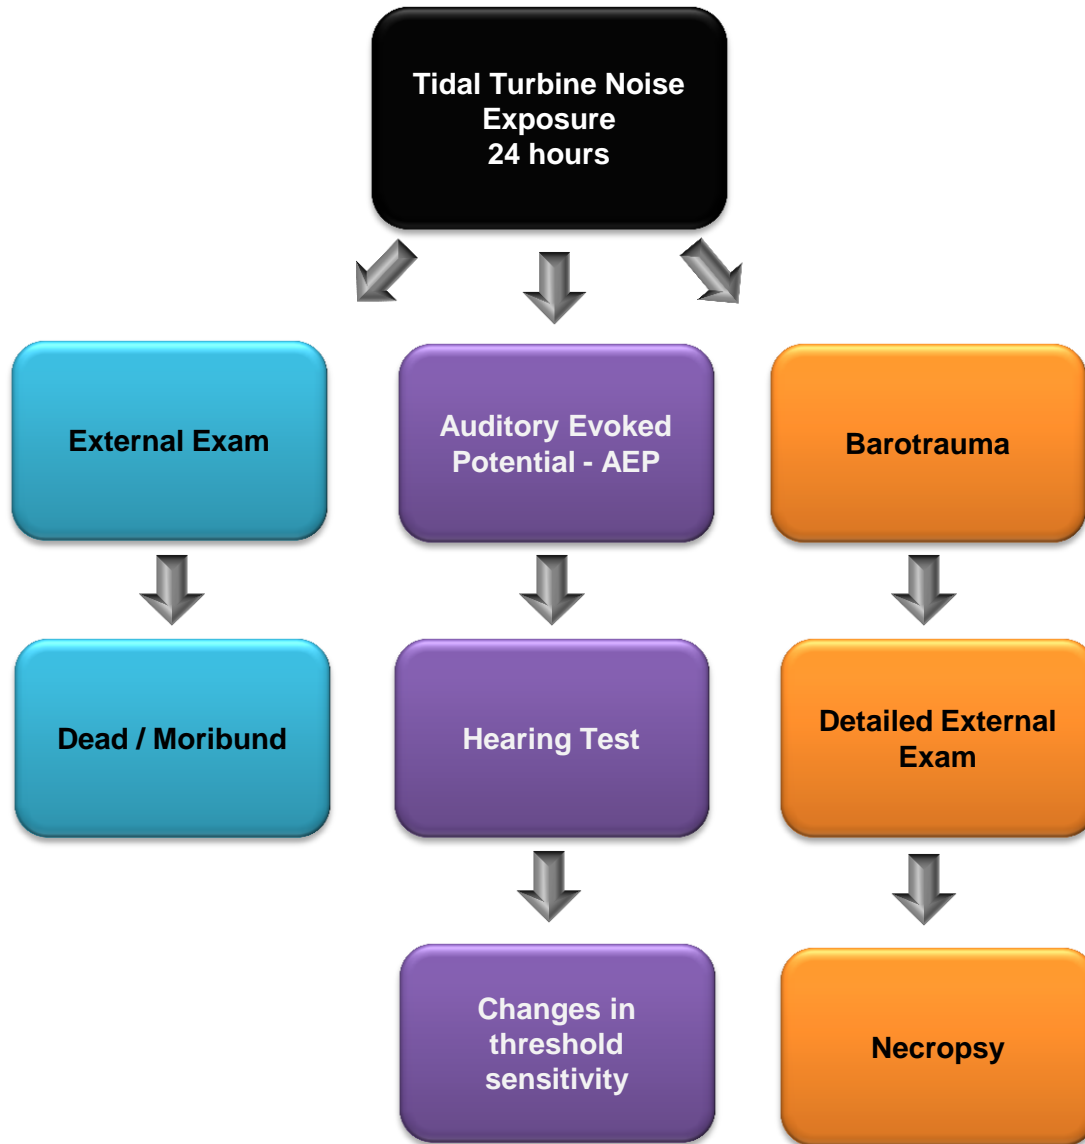 Tidal Turbine Noise
Exposure
24 hours
External Exam
Auditory Evoked
Potential - AEP
Barotrauma
Dead / Moribund
Hearing Test
Detailed External
Exam
Changes in
threshold
sensitivity
Necropsy